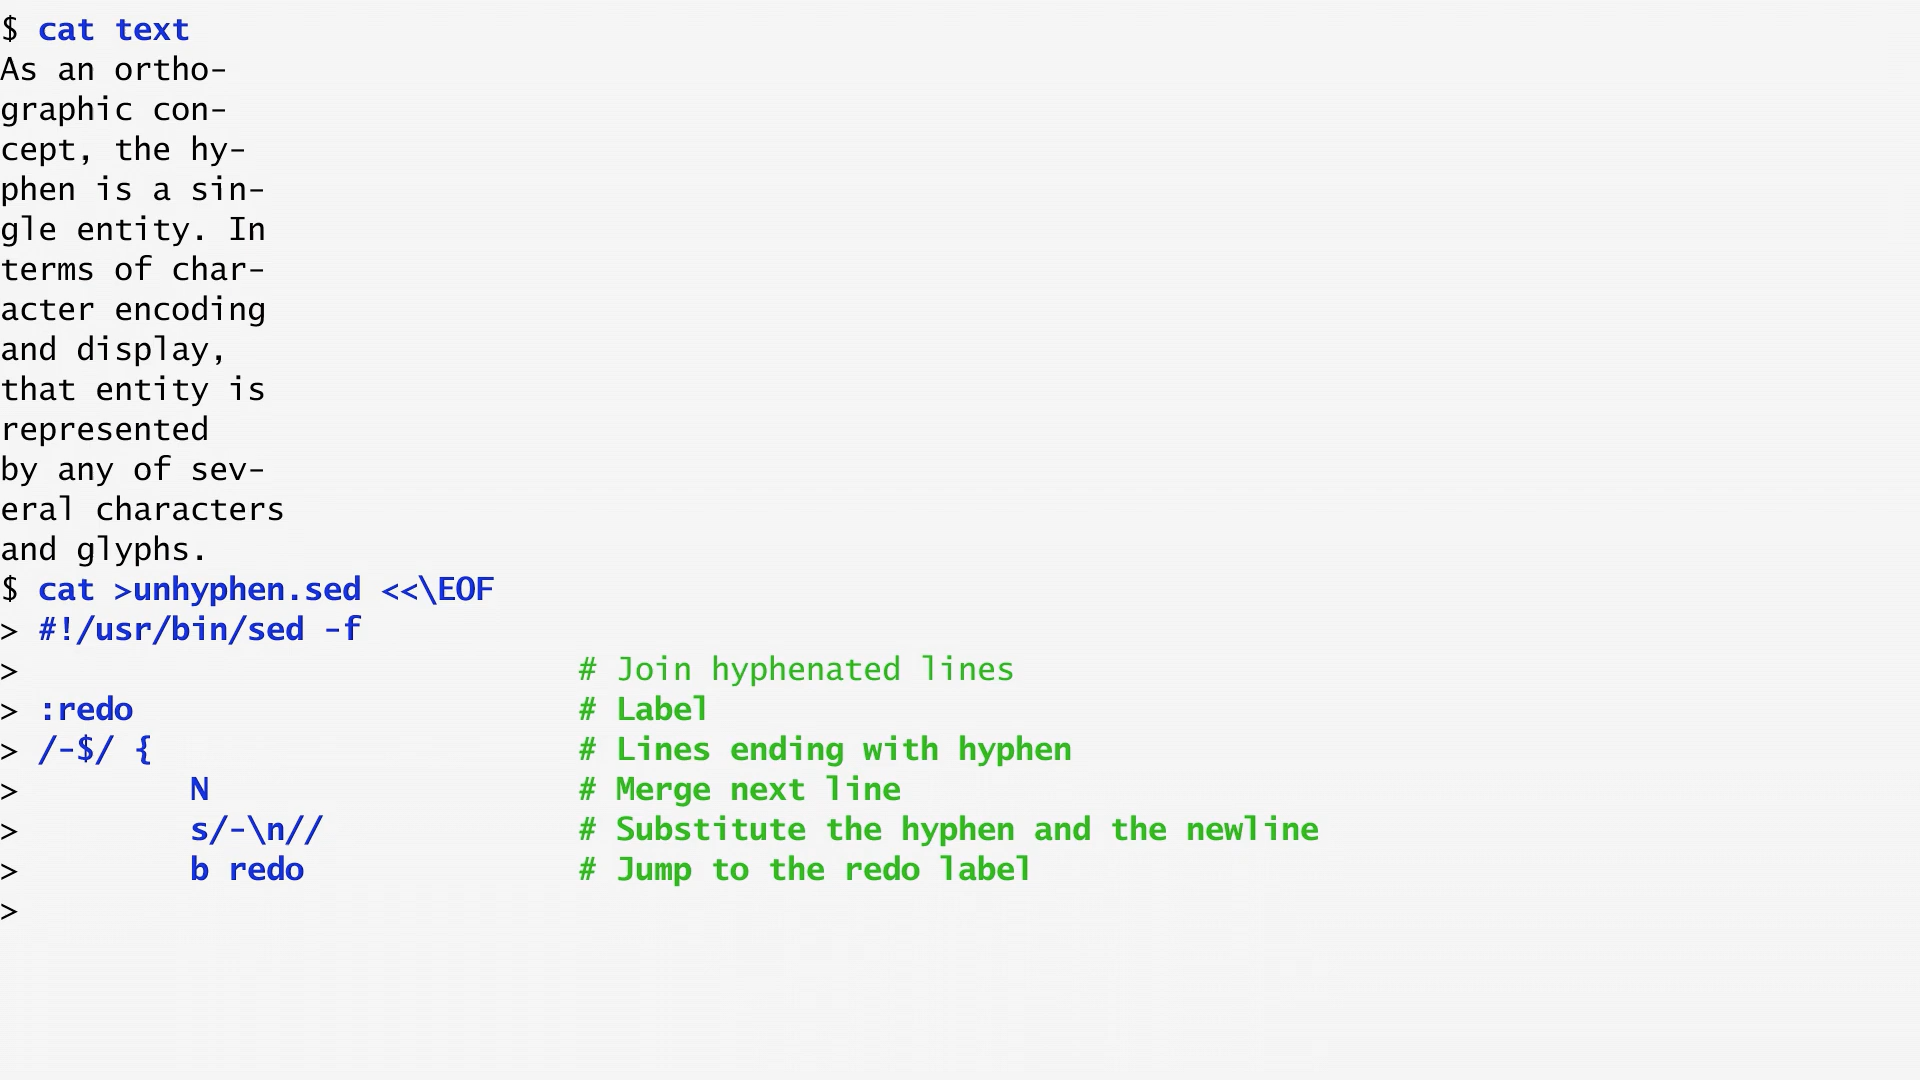 $ cat text
As an ortho-
graphic con-
cept, the hy-
phen is a sin-
gle entity. In
terms of char-
acter encoding
and display,
that entity is
represented
by any of sev-
eral characters
and glyphs.
$ cat >unhyphen.sed <<\EOF
> #!/usr/bin/sed -f
>                             # Join hyphenated lines
> :redo                       # Label
> /-$/ {                      # Lines ending with hyphen
>         N                   # Merge next line
>         s/-\n//             # Substitute the hyphen and the newline
>         b redo              # Jump to the redo label
>